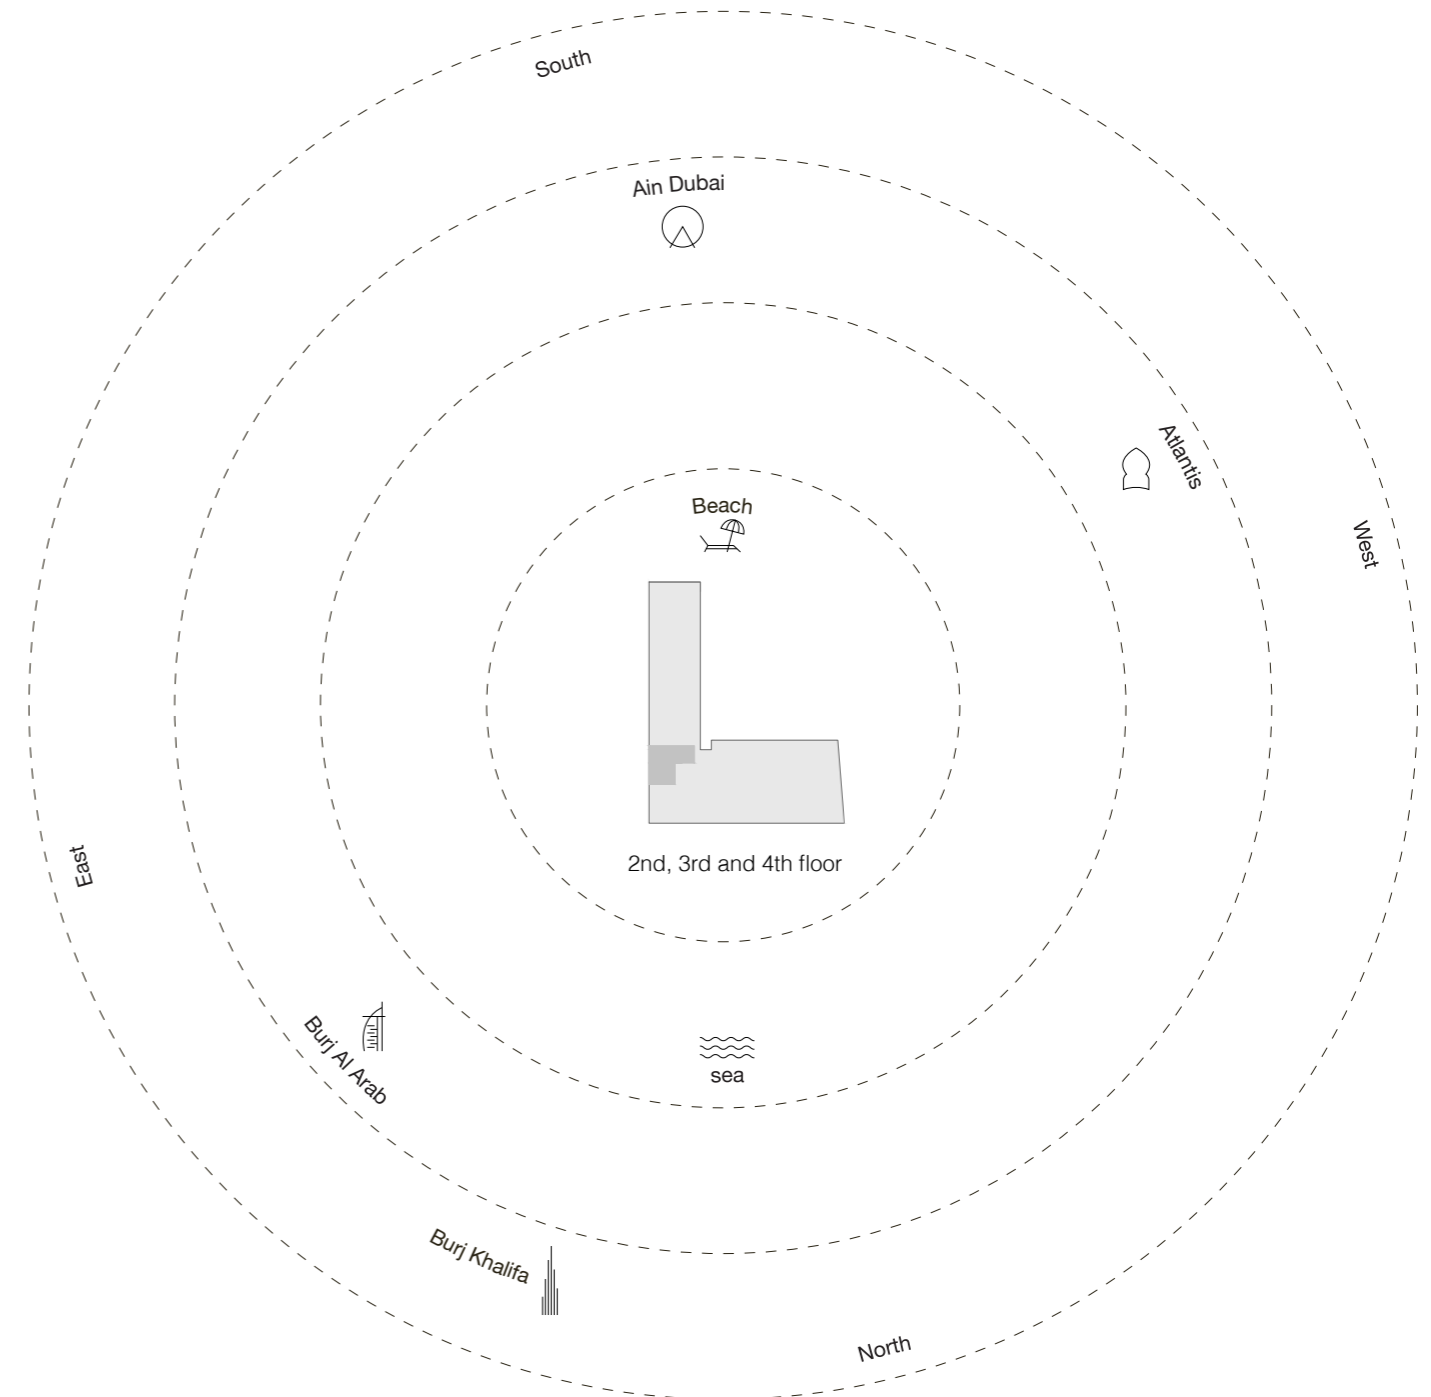 South
Ain Dubai
Atlantis
Beach
West
2nd, 3rd and 4th floor
East
Burj Al Arab
sea
Burj Khalifa
North